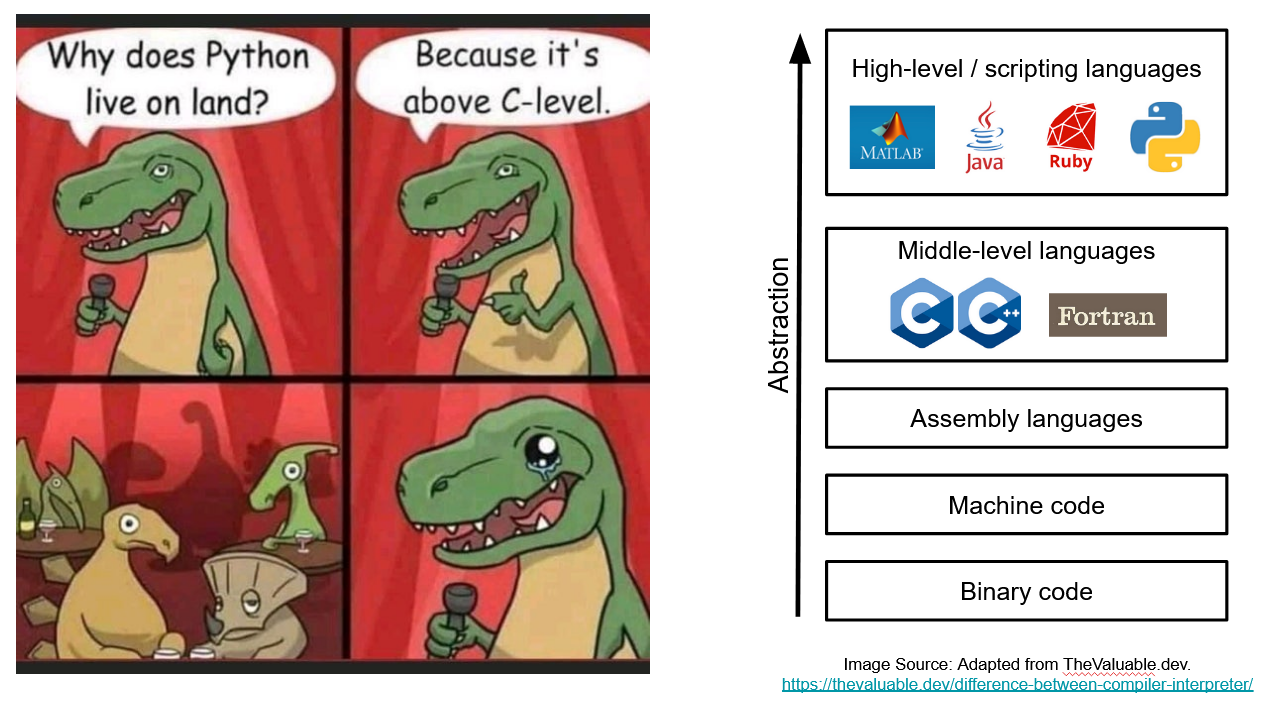 Why does Python
live on land?
Because it's
above C-level.
High-level / scripting languages
MATLAB
Java
Ruby
Middle-level languages
C C++ Fortran
Abstraction
Assembly languages
Machine code
Binary code
Image Source: Adapted from TheValuable.dev.
https://thevaluable.dev/difference-between-compiler-interpreter/